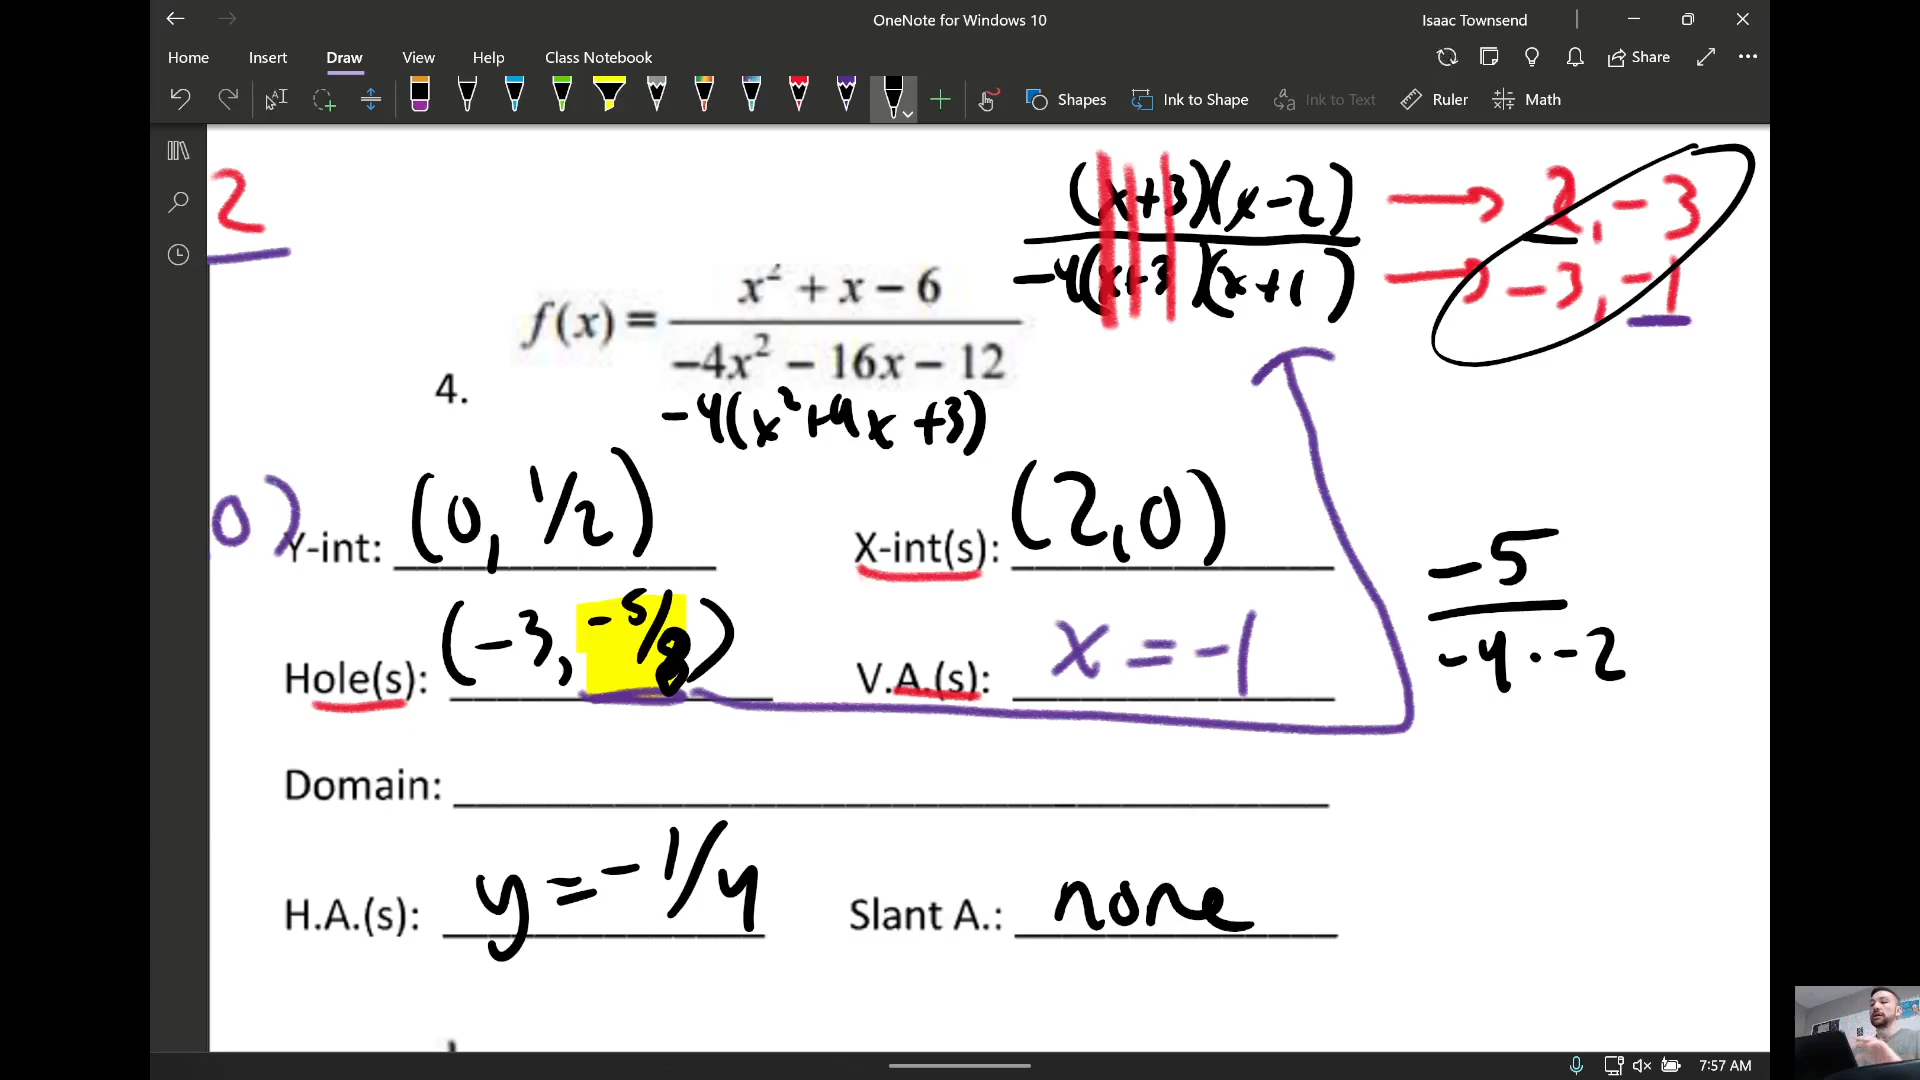 OneNote for Windows 10
Isaac Townsend
Home Insert Draw View Help Class Notebook
Share
Shapes Ink to Shape Ink to Text Ruler Math
2
(x+3)(x-2) → 2, -3
-4(x+3)(x+1) → -3, -1
f(x) = x² + x − 6
−4x² − 16x − 12
4.
-4(x²+4x+3)
0)
Y-int: (0, 1/2)
X-int(s): (2,0)
-5
-4·-2
Hole(s): (-3, -5/8)
V.A.(s): x = -1
Domain:
H.A.(s): y = -1/4
Slant A.: none
7:57 AM